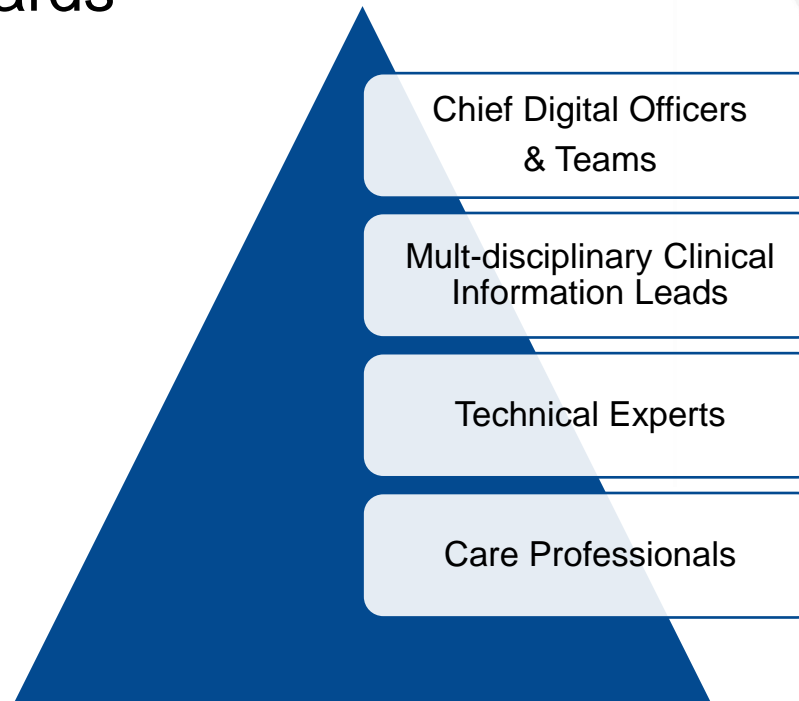 Chief Digital Officers
& Teams
Mult-disciplinary Clinical
Information Leads
Technical Experts
Care Professionals